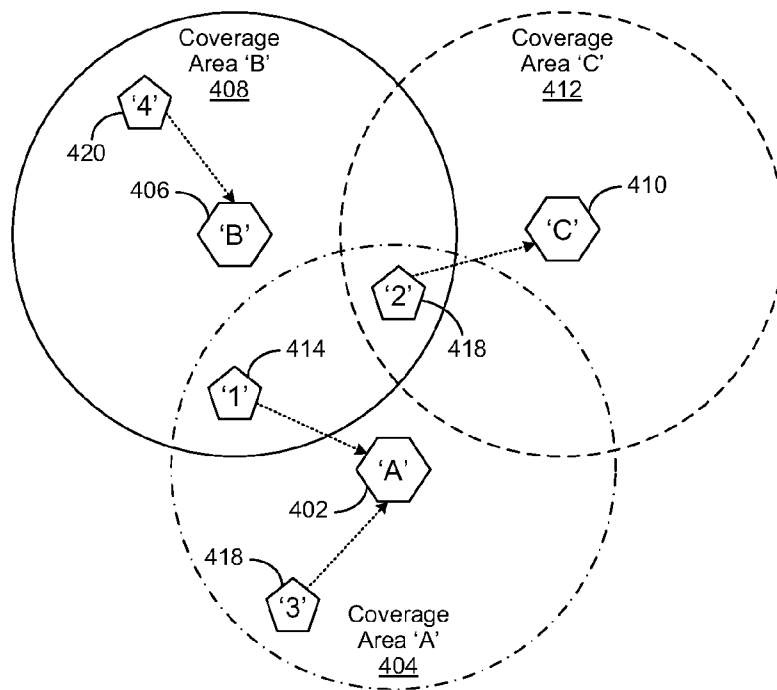 Coverage
Area ‘B’
408
Coverage
Area ‘C’
412
‘4’
420
406
‘B’
410
‘C’
‘2’
418
414
‘1’
‘A’
402
418
‘3’
Coverage
Area ‘A’
404